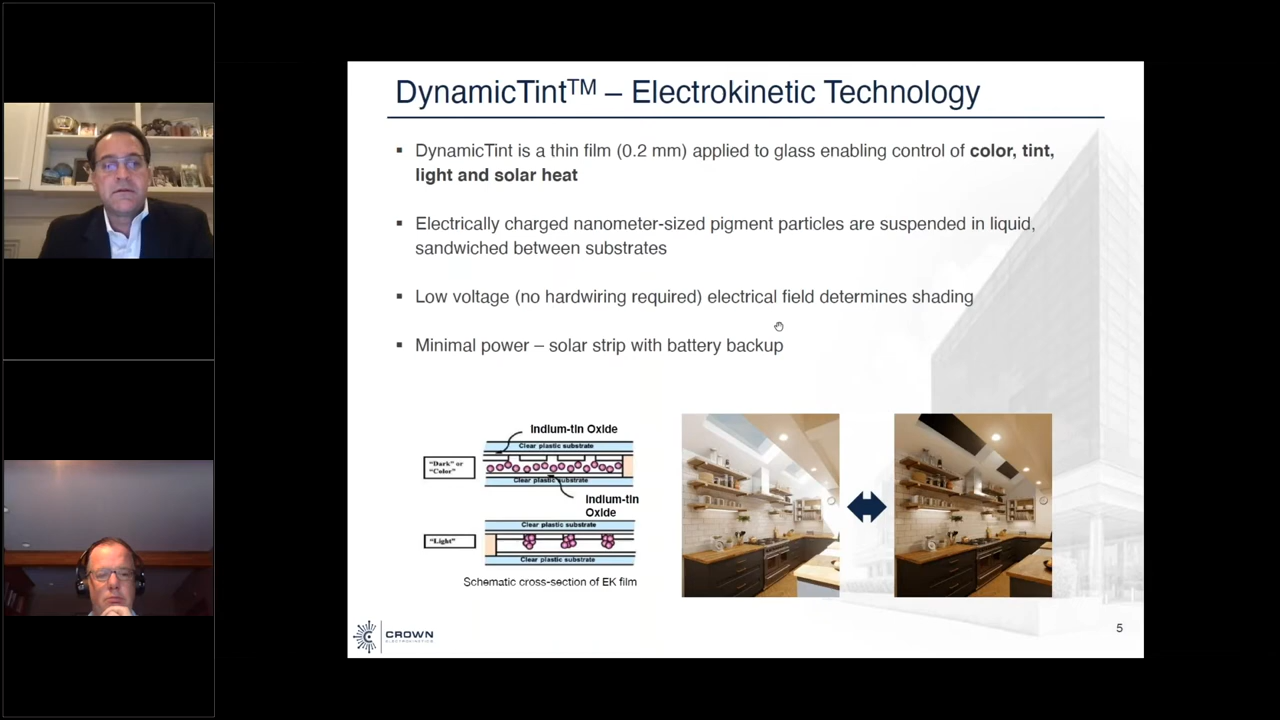 DynamicTint™ – Electrokinetic Technology
▪ DynamicTint is a thin film (0.2 mm) applied to glass enabling control of color, tint,
light and solar heat
▪ Electrically charged nanometer-sized pigment particles are suspended in liquid,
sandwiched between substrates
▪ Low voltage (no hardwiring required) electrical field determines shading
▪ Minimal power – solar strip with battery backup
Indium-tin Oxide
Clear plastic substrate
"Dark" or
"Color"
Clear plastic substrate
Indium-tin
Oxide
Clear plastic substrate
"Light"
Clear plastic substrate
Schematic cross-section of EK film
CROWN
ELECTROKINETICS
5